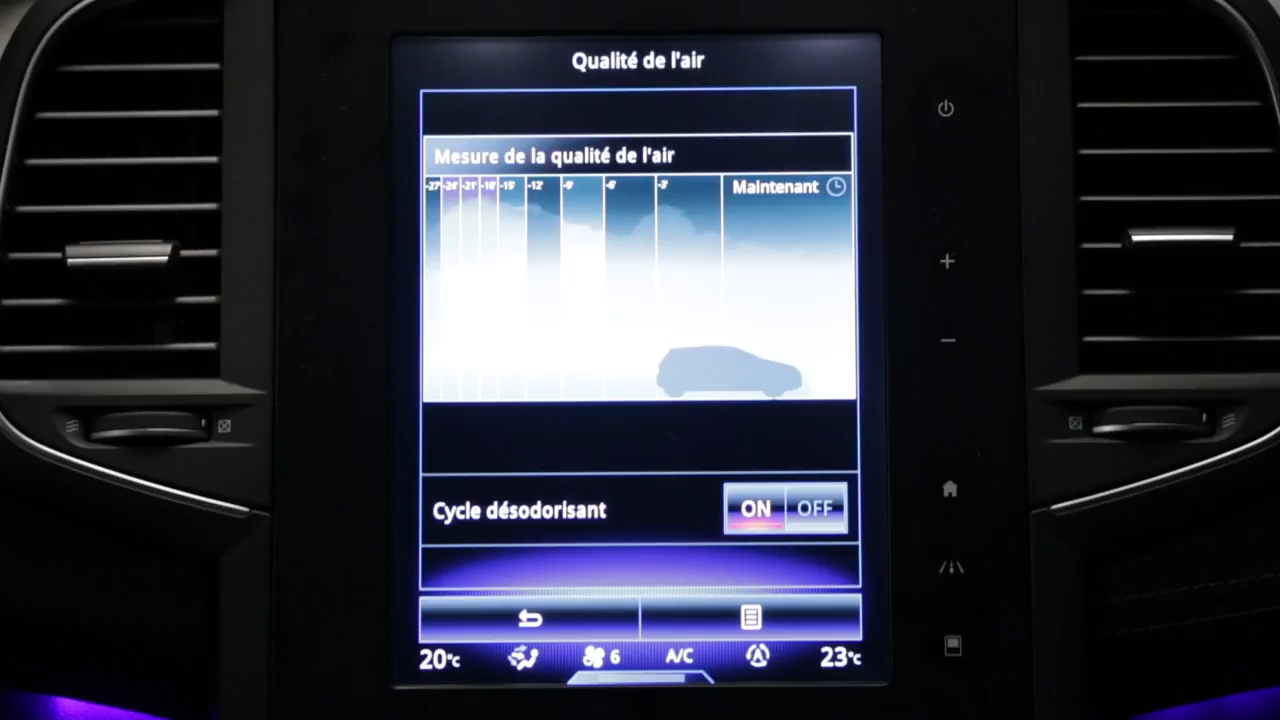 Qualité de l'air
Mesure de la qualité de l'air
-27' -24' -21' -18' -15' -12' -9' -6' -3' Maintenant
Cycle désodorisant ON OFF
20°C 6 A/C 23°C